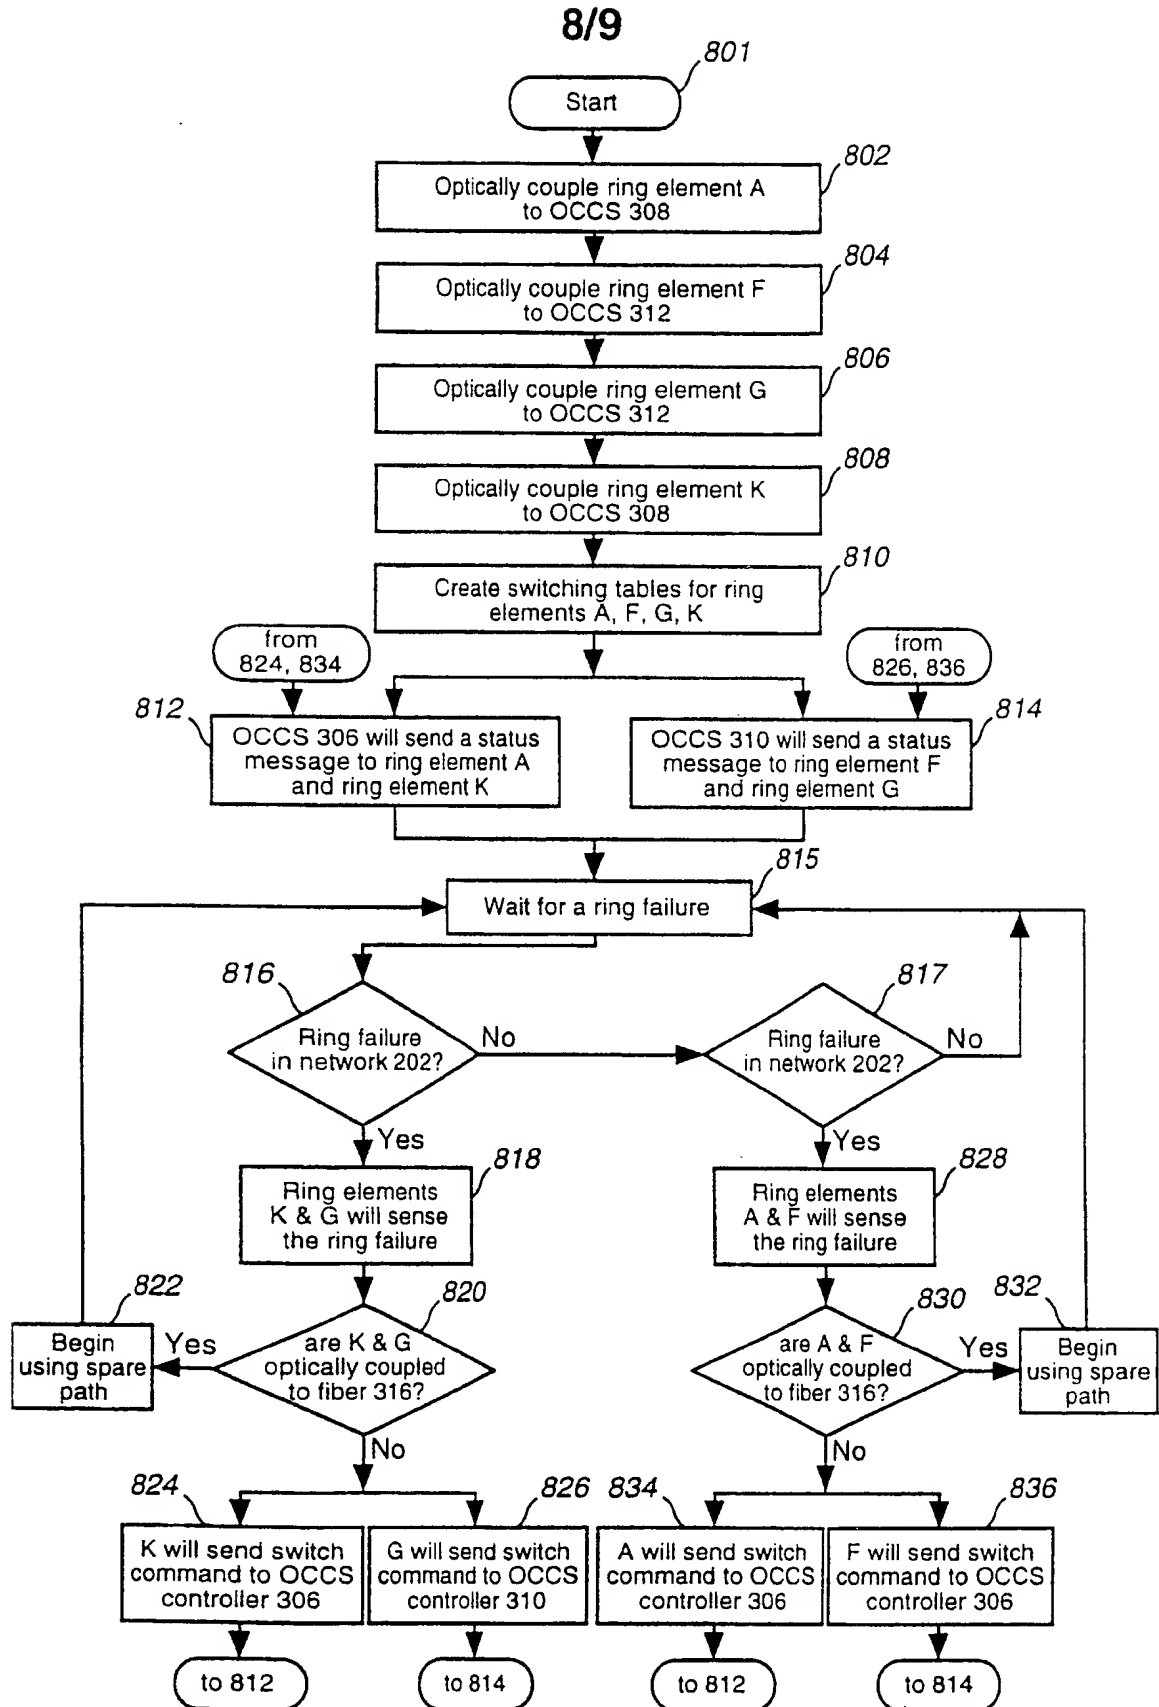 8/9
801
Start
802
Optically couple ring element A
to OCCS 308
804
Optically couple ring element F
to OCCS 312
806
Optically couple ring element G
to OCCS 312
808
Optically couple ring element K
to OCCS 308
810
Create switching tables for ring
elements A, F, G, K
from
824, 834
from
826, 836
812
OCCS 306 will send a status
message to ring element A
and ring element K
814
OCCS 310 will send a status
message to ring element F
and ring element G
815
Wait for a ring failure
816
Ring failure
in network 202?
No
817
Ring failure
in network 202?
No
Yes
Yes
818
Ring elements
K & G will sense
the ring failure
828
Ring elements
A & F will sense
the ring failure
822
Begin
using spare
path
Yes
820
are K & G
optically coupled
to fiber 316?
830
are A & F
optically coupled
to fiber 316?
Yes
832
Begin
using spare
path
No
No
824
K will send switch
command to OCCS
controller 306
826
G will send switch
command to OCCS
controller 310
834
A will send switch
command to OCCS
controller 306
836
F will send switch
command to OCCS
controller 306
to 812
to 814
to 812
to 814